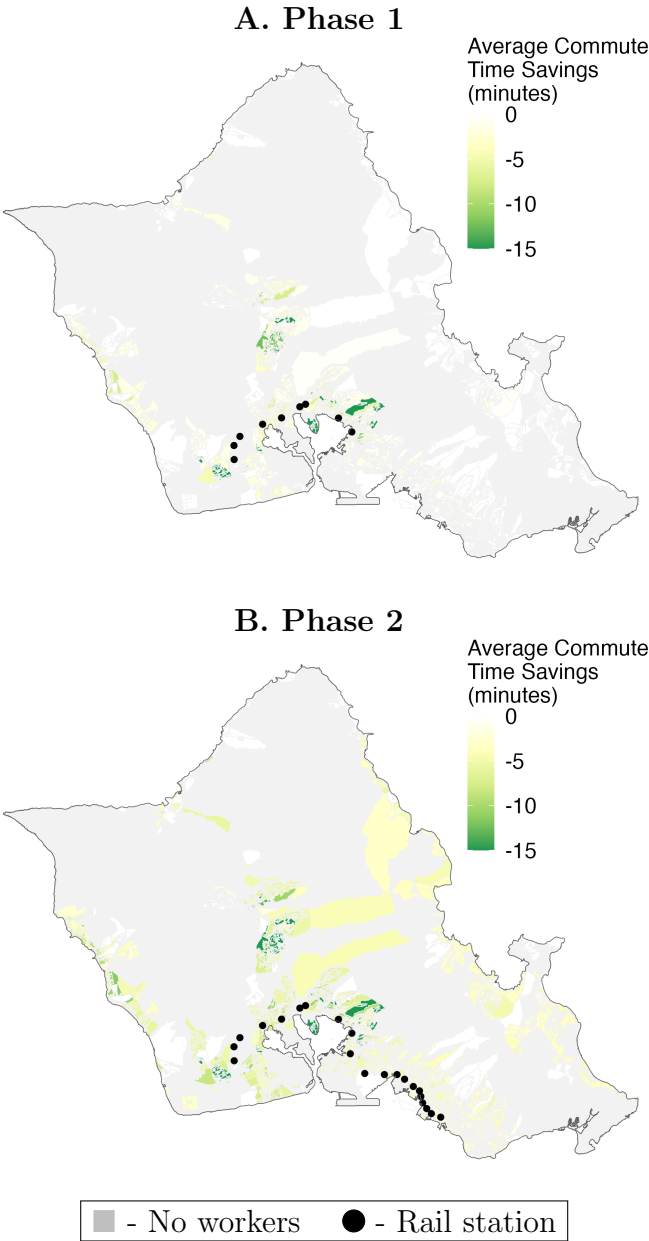 A. Phase 1
Average Commute
Time Savings
(minutes)
0
-5
-10
-15
B. Phase 2
Average Commute
Time Savings
(minutes)
0
-5
-10
-15
- No workers - Rail station